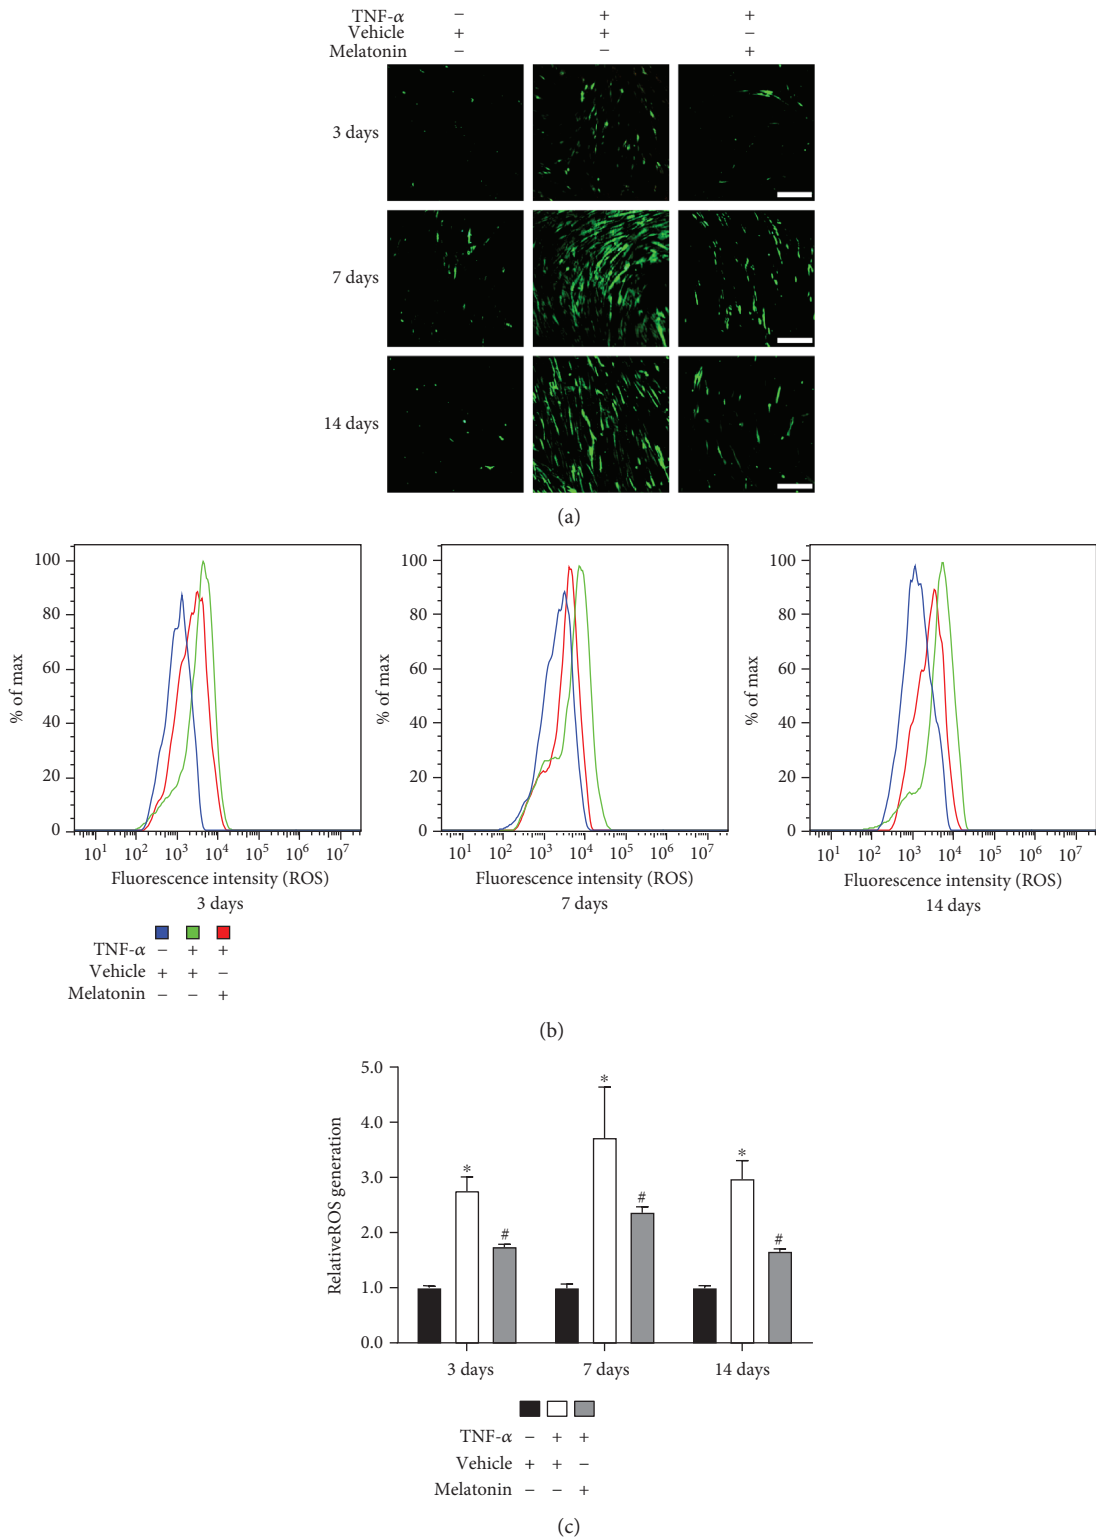 TNF-α − + +
Vehicle + + −
Melatonin − − +
3 days
7 days
14 days
(a)
100
80
60
40
20
0
% of max
10¹ 10² 10³ 10⁴ 10⁵ 10⁶ 10⁷
Fluorescence intensity (ROS)
3 days
100
80
60
40
20
0
% of max
10¹ 10² 10³ 10⁴ 10⁵ 10⁶ 10⁷
Fluorescence intensity (ROS)
7 days
100
80
60
40
20
0
% of max
10¹ 10² 10³ 10⁴ 10⁵ 10⁶ 10⁷
Fluorescence intensity (ROS)
14 days
TNF-α − + +
Vehicle + + −
Melatonin − − +
(b)
RelativeROS generation
5.0
4.0
3.0
2.0
1.0
0.0
* # * # * #
3 days 7 days 14 days
TNF-α − + +
Vehicle + + −
Melatonin − − +
(c)